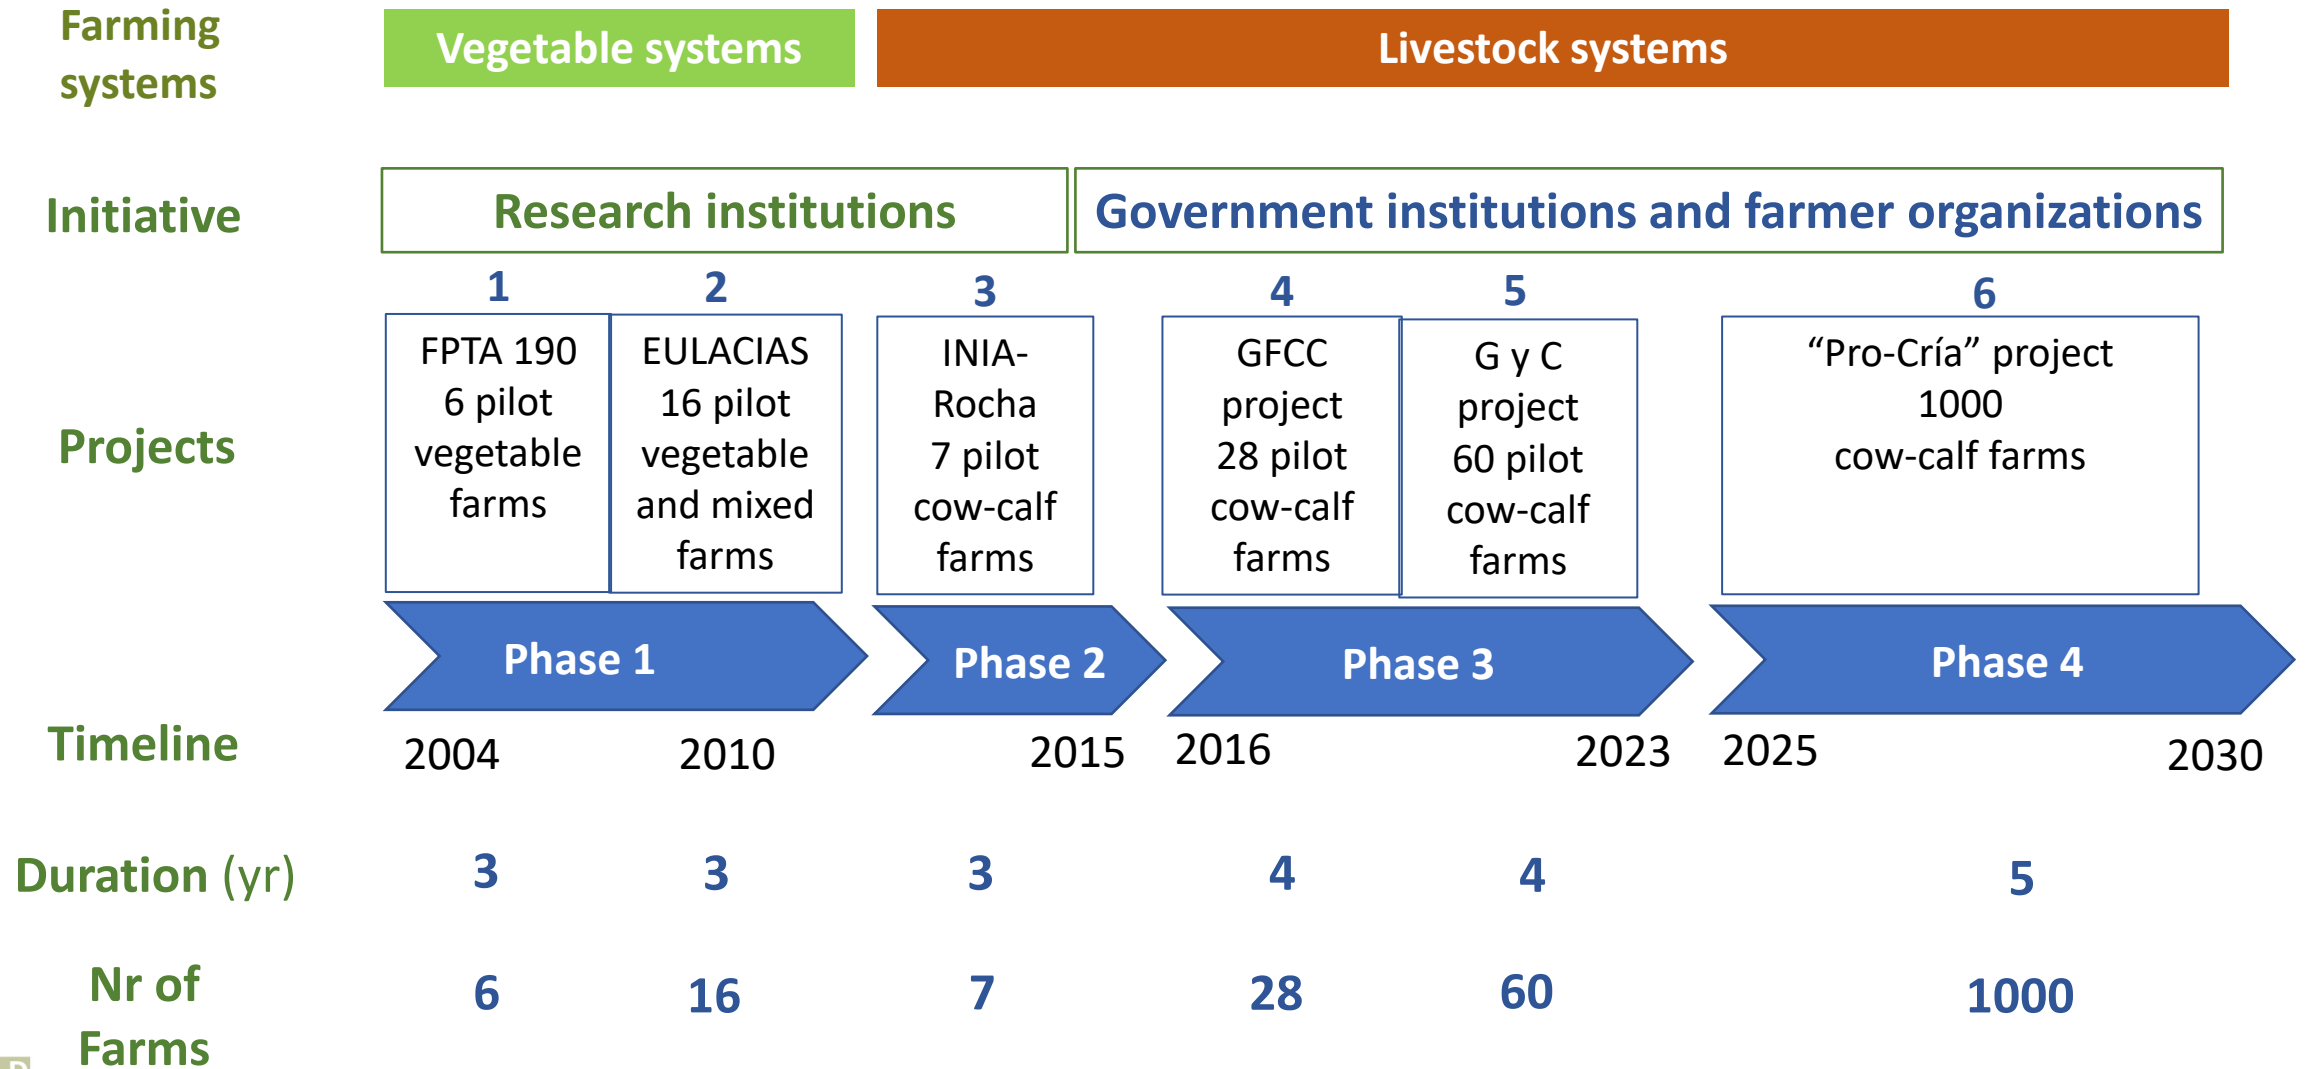 Farming
systems
Vegetable systems
Livestock systems
Initiative
Research institutions
Government institutions and farmer organizations
1
2
3
4
5
6
Projects
FPTA 190
6 pilot
vegetable
farms
EULACIAS
16 pilot
vegetable
and mixed
farms
INIA-
Rocha
7 pilot
cow-calf
farms
GFCC
project
28 pilot
cow-calf
farms
G y C
project
60 pilot
cow-calf
farms
“Pro-Cría” project
1000
cow-calf farms
Phase 1
Phase 2
Phase 3
Phase 4
Timeline
2004
2010
2015
2016
2023
2025
2030
Duration (yr)
3
3
3
4
4
5
Nr of
Farms
6
16
7
28
60
1000